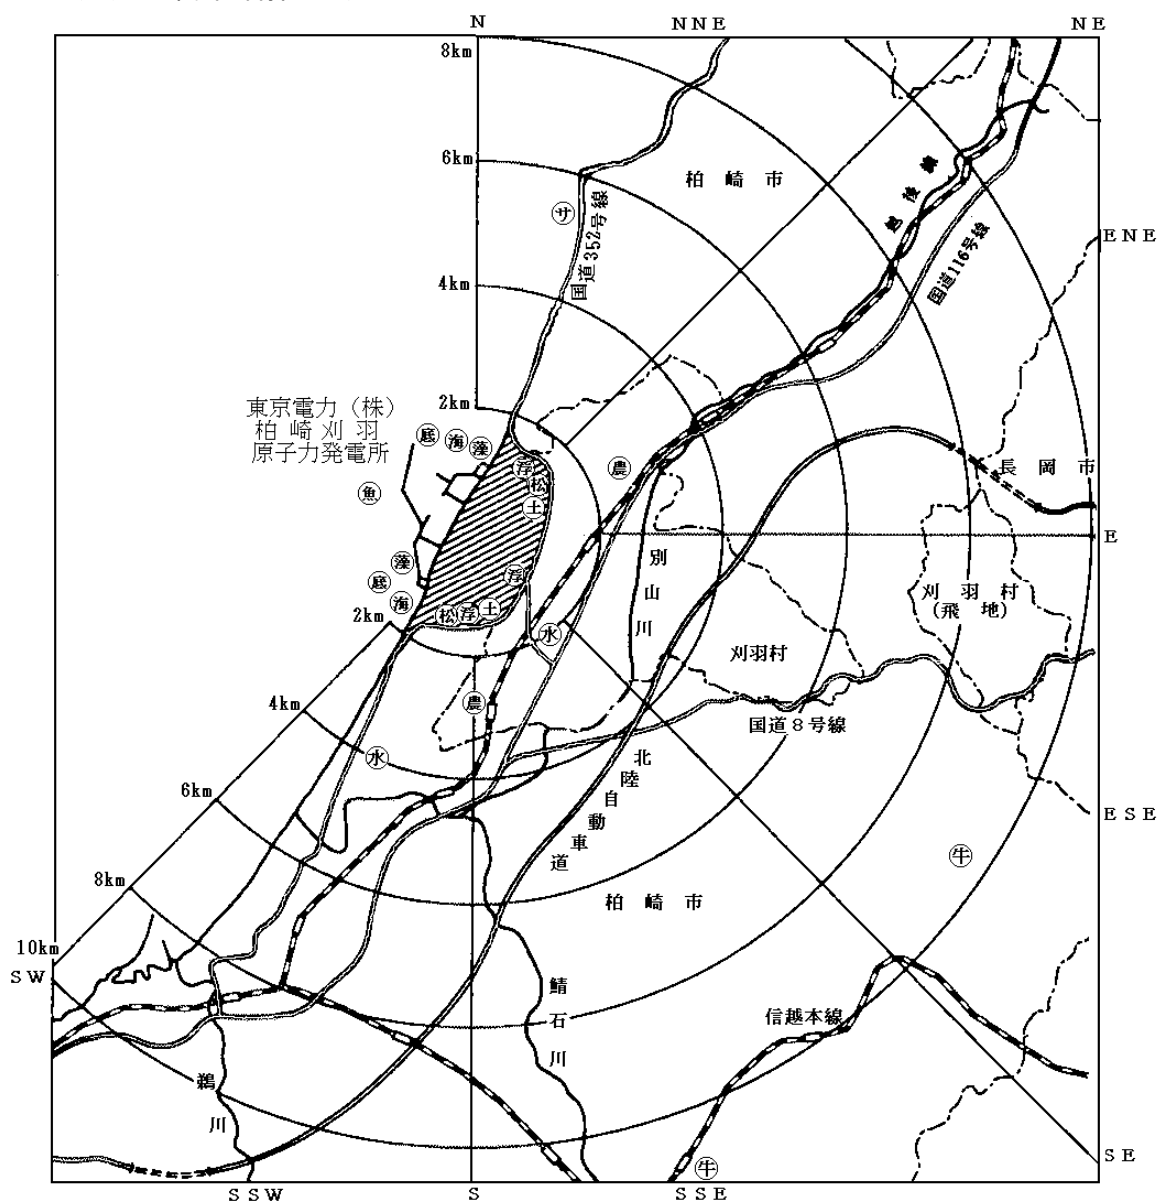 N
NNE
NE
8km
6km
柏崎市
越後線
サ
国道352号線
ENE
国道116号線
4km
2km
東京電力（株）
柏崎刈羽
原子力発電所
底
海
藻
浮
松
土
農
魚
長岡市
E
藻
底
海
浮
松
浮
土
水
別山川
刈羽村
（飛地）
2km
刈羽村
農
4km
国道8号線
水
北陸自動車道
6km
ESE
牛
8km
柏崎市
10km
SW
鯖石川
信越本線
鵜川
牛
SE
SSW
S
SSE